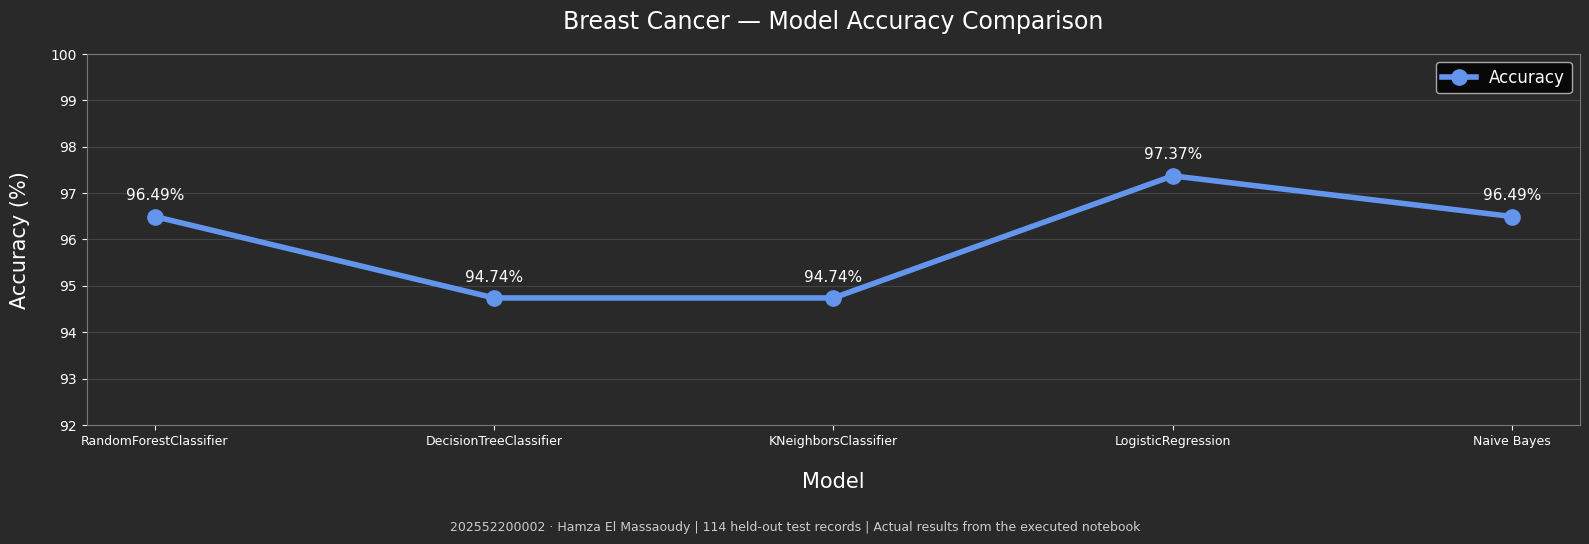 Breast Cancer — Model Accuracy Comparison
Accuracy
Accuracy (%)
100
99
98
97
96
95
94
93
92
96.49%
94.74%
94.74%
97.37%
96.49%
RandomForestClassifier
DecisionTreeClassifier
KNeighborsClassifier
LogisticRegression
Naive Bayes
Model
202552200002 · Hamza El Massaoudy | 114 held-out test records | Actual results from the executed notebook